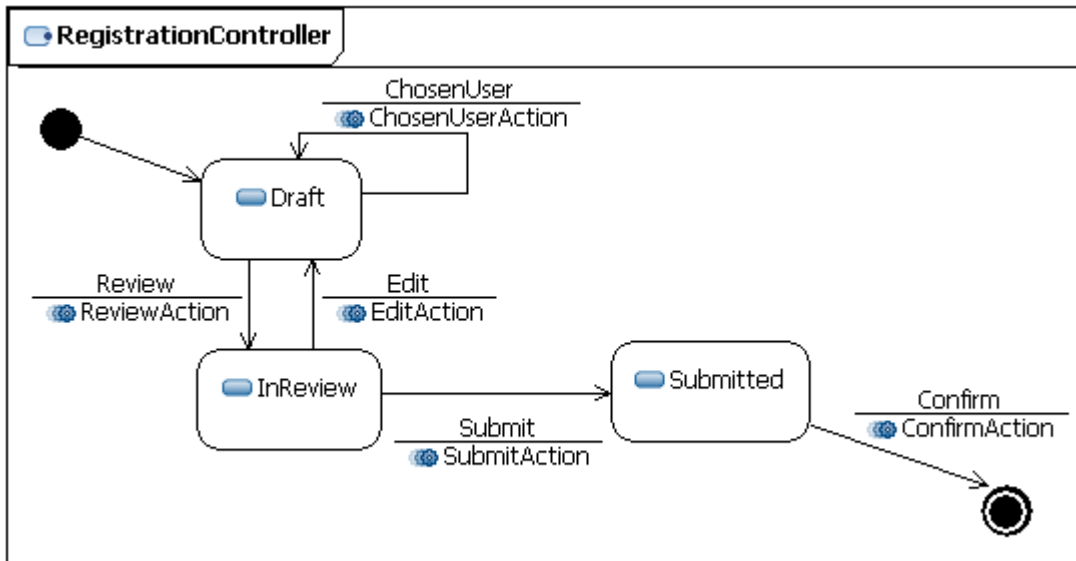 RegistrationController
ChosenUser
ChosenUserAction
Draft
Review
ReviewAction
Edit
EditAction
InReview
Submitted
Submit
SubmitAction
Confirm
ConfirmAction